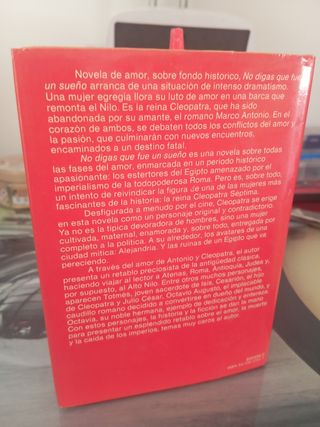 Novela de amor, sobre fondo historico, No digas que fue
un sueño arranca de una situación de intenso dramatismo.
Una mujer egregia llora su luto de amor en una barca que
remonta el Nilo. Es la reina Cleopatra, que ha sido
abandonada por su amante, el romano Marco Antonio. En el
corazón de ambos, se debaten todos los conflictos del amor y
la pasión, que culminarán con nuevos encuentros,
encaminados a un destino fatal.
No digas que fue un sueño es una novela sobre todas
las fases del amor, enmarcada en un periodo histórico
apasionante: los estertores del Egipto amenazado por el
imperialismo de la todopoderosa Roma. Pero es, sobre todo,
un intento de reivindicar la figura de una de las mujeres más
fascinantes de la historia: la reina Cleopatra Séptima.
Desfigurada a menudo por el cine, Cleopatra se erige
en esta novela como un personaje original y contradictorio.
Ya no es la típica devoradora de hombres, sino una mujer
cultivada, maternal, enamorada y, sobre todo, entregada por
completo a la política. A su alrededor, los avatares de una
ciudad mítica: Alejandría. Y las ruinas de un Egipto que va
pereciendo.
A través del amor de Antonio y Cleopatra, el autor
presenta un retablo prodigioso de la antigüedad clásica,
haciendo viajar al lector a Atenas, Roma, Antioquía, Judea y,
por supuesto, al Alto Nilo. Entre otros muchos personajes,
aparecen Totmés, joven sacerdote de Isis, Cesarión, el hijo
de Cleopatra y Julio César, Octavio Augusto, el implacable
caudillo romano decidido a convertirse en dueño del mundo, y
Octavia, su noble hermana, ejemplo de dedicación y entereza.
Con estos personajes, la historia y la ficción se dan la mano
para presentar un espléndido retablo sobre el amor, la muerte
y la caída de los imperios, temas muy caros al autor.